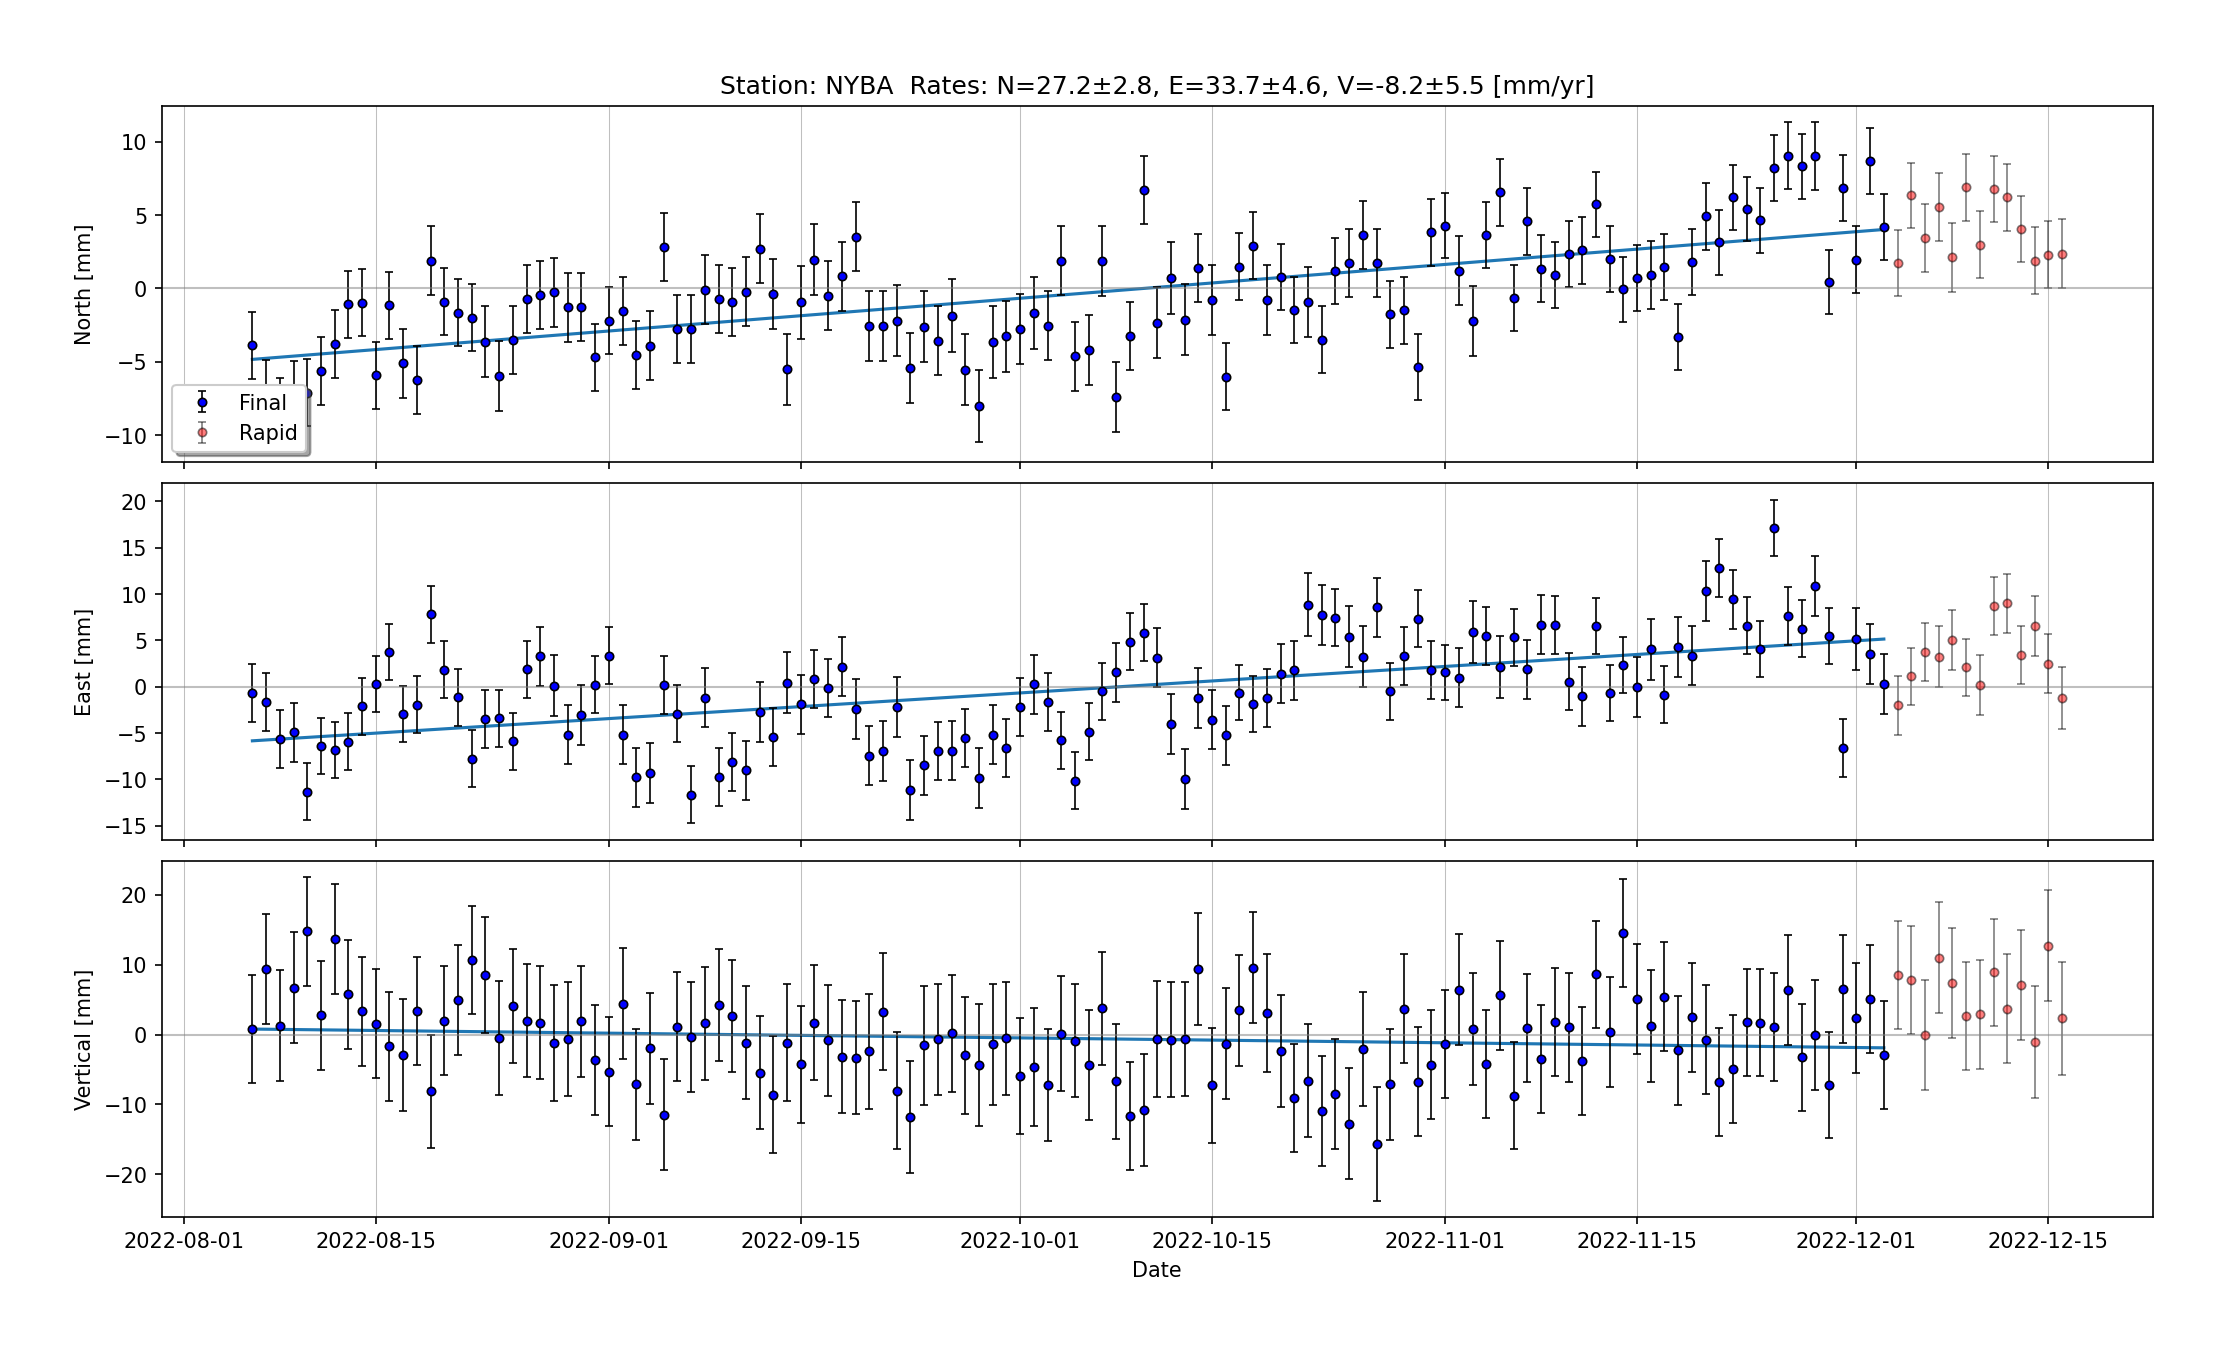 Station: NYBA  Rates: N=27.2±2.8, E=33.7±4.6, V=-8.2±5.5 [mm/yr]
10
5
0
−5
−10
North [mm]
Final
Rapid
20
15
10
5
0
−5
−10
−15
East [mm]
20
10
0
−10
−20
Vertical [mm]
2022-08-01 2022-08-15 2022-09-01 2022-09-15 2022-10-01 2022-10-15 2022-11-01 2022-11-15 2022-12-01 2022-12-15
Date